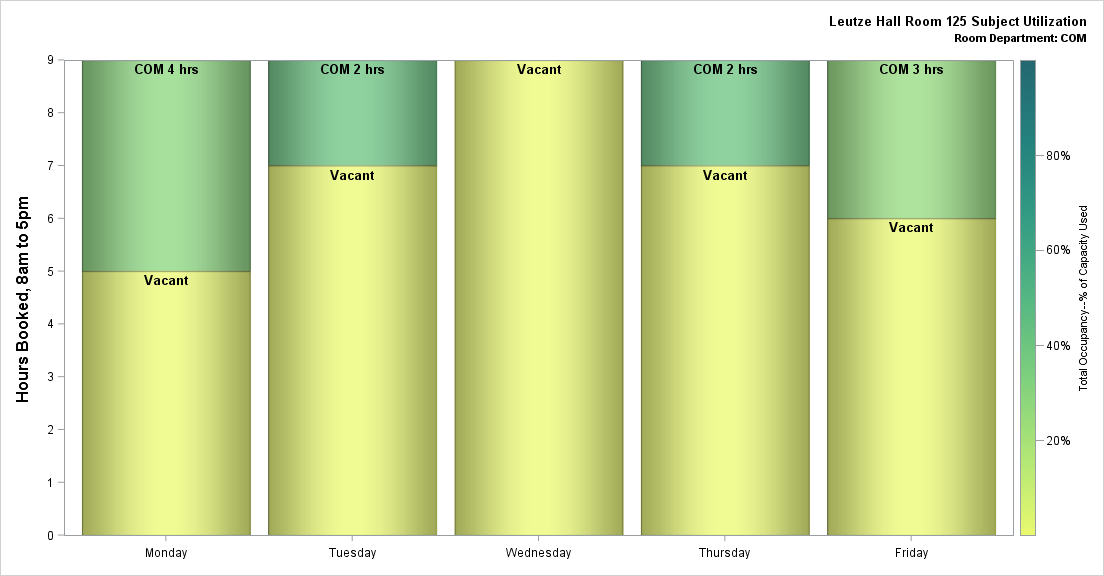 Leutze Hall Room 125 Subject Utilization
Room Department: COM
Hours Booked, 8am to 5pm
9
8
7
6
5
4
3
2
1
0
COM 4 hrs
Vacant
COM 2 hrs
Vacant
Vacant
COM 2 hrs
Vacant
COM 3 hrs
Vacant
Monday
Tuesday
Wednesday
Thursday
Friday
80%
60%
40%
20%
Total Occupancy--% of Capacity Used